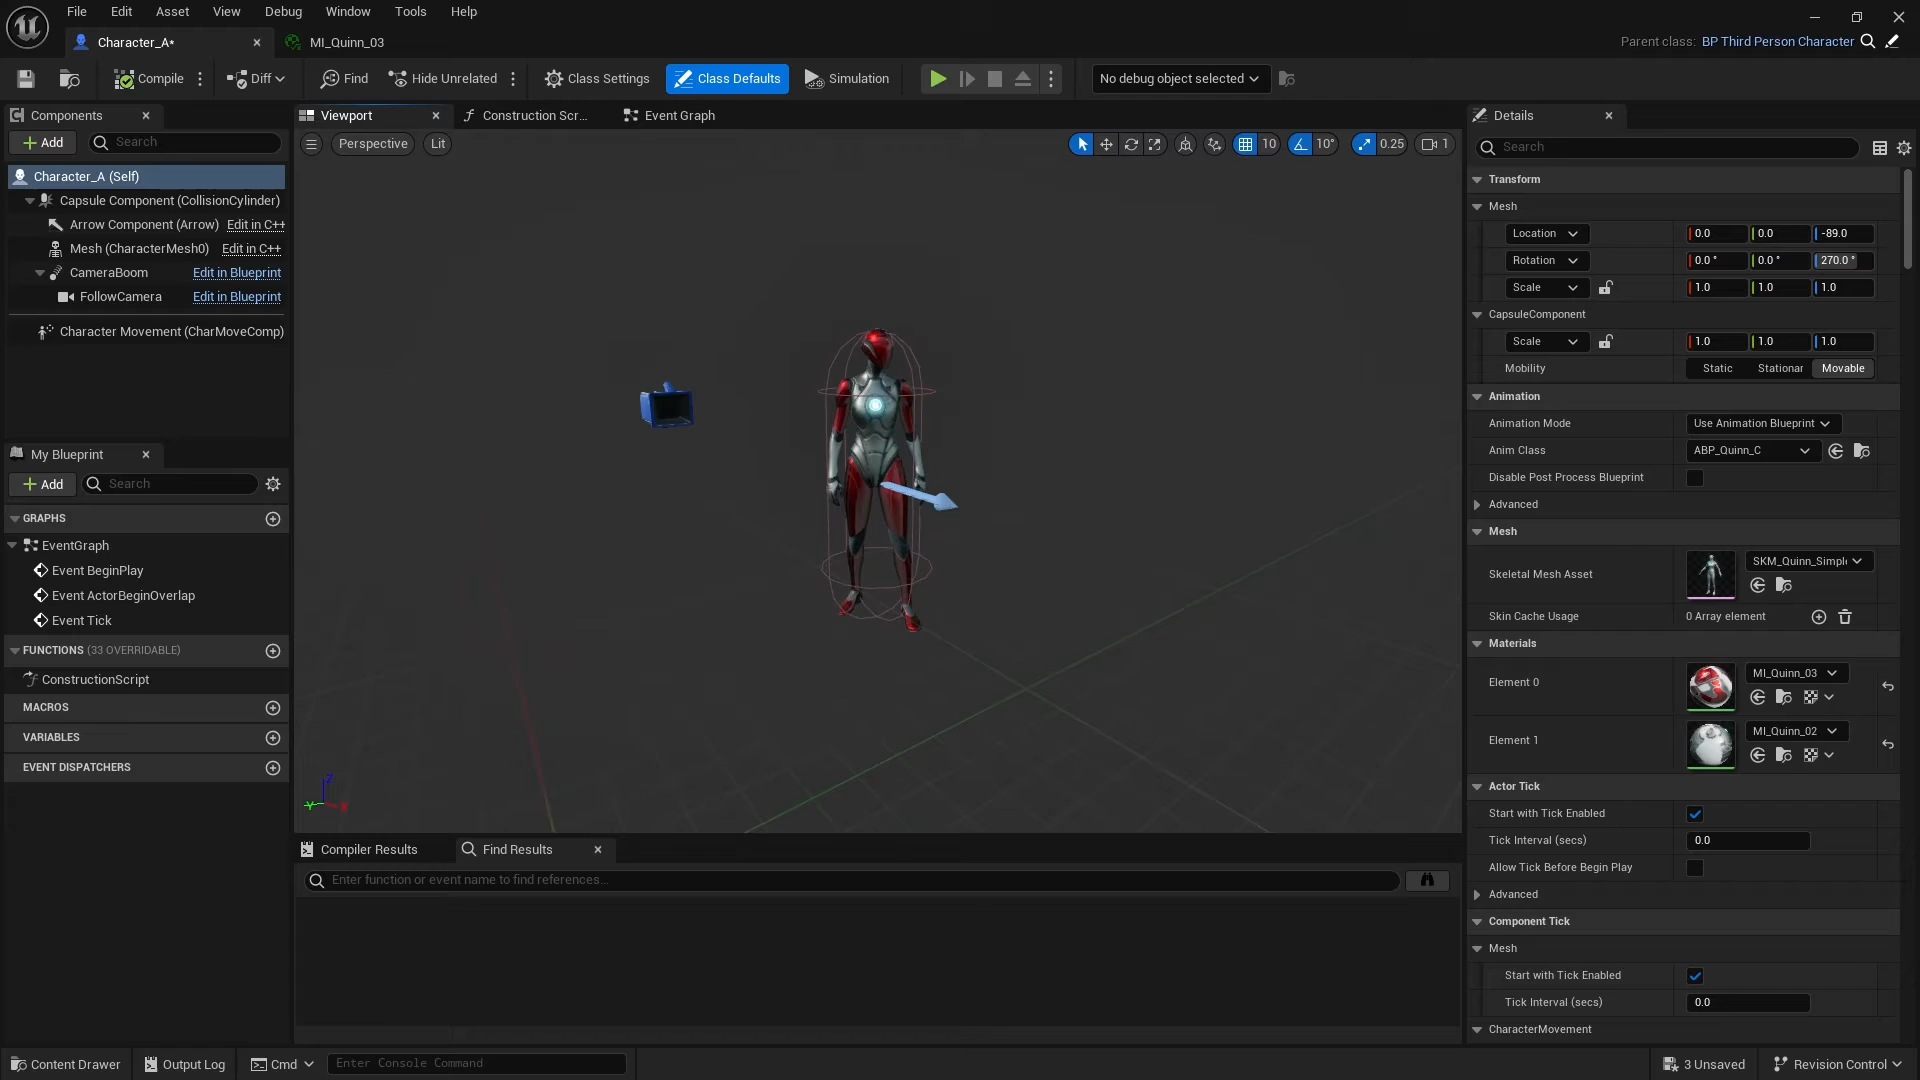 File Edit Asset View Debug Window Tools Help
Character_A* MI_Quinn_03
Parent class: BP Third Person Character
Compile Diff Find Hide Unrelated Class Settings Class Defaults Simulation No debug object selected
Components
Add Search
Character_A (Self)
Capsule Component (CollisionCylinder)
Arrow Component (Arrow) Edit in C++
Mesh (CharacterMesh0) Edit in C++
CameraBoom Edit in Blueprint
FollowCamera Edit in Blueprint
Character Movement (CharMoveComp)
My Blueprint
Add Search
GRAPHS
EventGraph
Event BeginPlay
Event ActorBeginOverlap
Event Tick
FUNCTIONS (33 OVERRIDABLE)
ConstructionScript
MACROS
VARIABLES
EVENT DISPATCHERS
Viewport Construction Scr... Event Graph
Perspective Lit 10 10° 0.25 1
Z
Y X
Compiler Results Find Results
Enter function or event name to find references...
Details
Search
Transform
Mesh
Location 0.0 0.0 -89.0
Rotation 0.0 ° 0.0 ° 270.0 °
Scale 1.0 1.0 1.0
CapsuleComponent
Scale 1.0 1.0 1.0
Mobility Static Stationar Movable
Animation
Animation Mode Use Animation Blueprint
Anim Class ABP_Quinn_C
Disable Post Process Blueprint
Advanced
Mesh
Skeletal Mesh Asset SKM_Quinn_Simpl
Skin Cache Usage 0 Array element
Materials
Element 0 MI_Quinn_03
Element 1 MI_Quinn_02
Actor Tick
Start with Tick Enabled
Tick Interval (secs) 0.0
Allow Tick Before Begin Play
Advanced
Component Tick
Mesh
Start with Tick Enabled
Tick Interval (secs) 0.0
CharacterMovement
Content Drawer Output Log Cmd Enter Console Command 3 Unsaved Revision Control